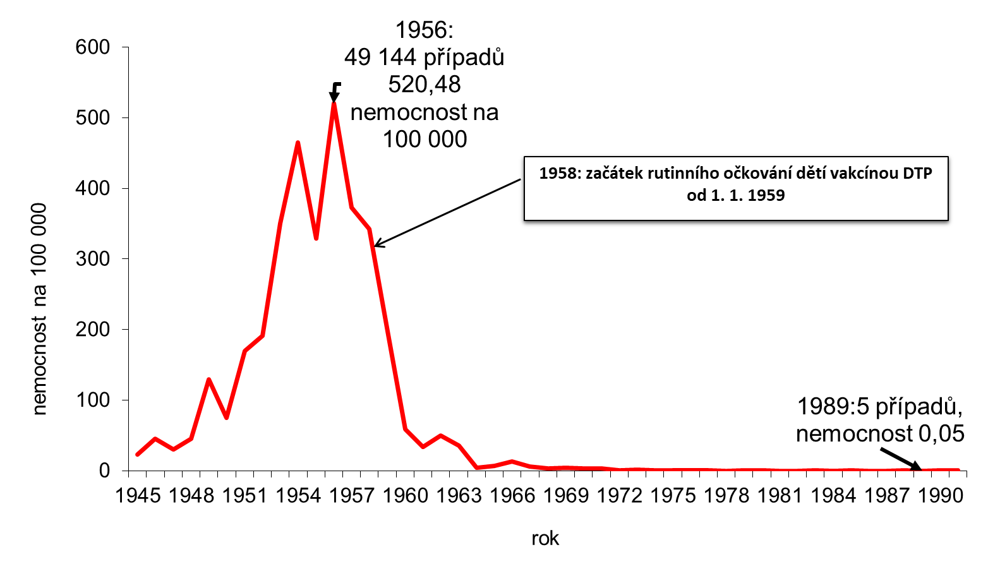 1956:
49 144 případů
520,48
nemocnost na
100 000
1958: začátek rutinního očkování dětí vakcínou DTP
od 1. 1. 1959
1989:5 případů,
nemocnost 0,05
nemocnost na 100 000
600
500
400
300
200
100
0
1945 1948 1951 1954 1957 1960 1963 1966 1969 1972 1975 1978 1981 1984 1987 1990
rok